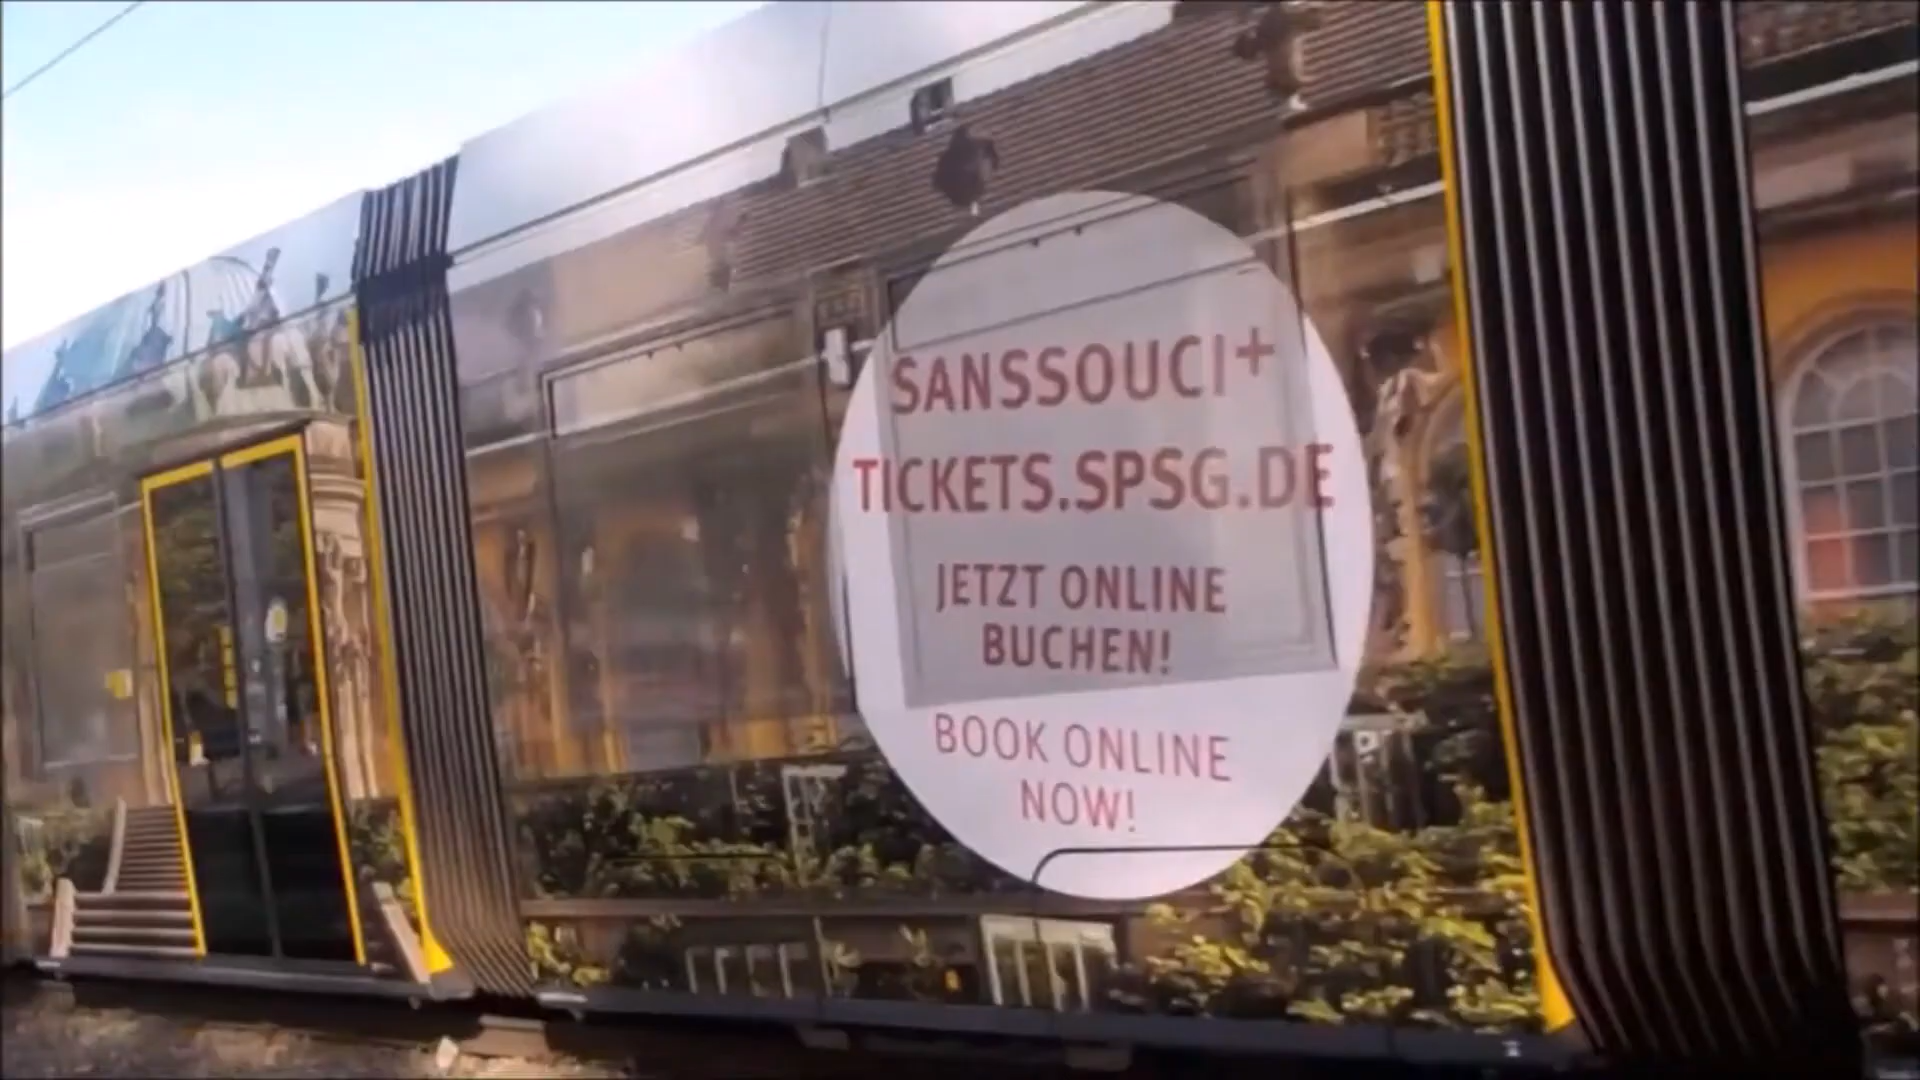 SANSSOUCI+
TICKETS.SPSG.DE
JETZT ONLINE
BUCHEN!
BOOK ONLINE
NOW!